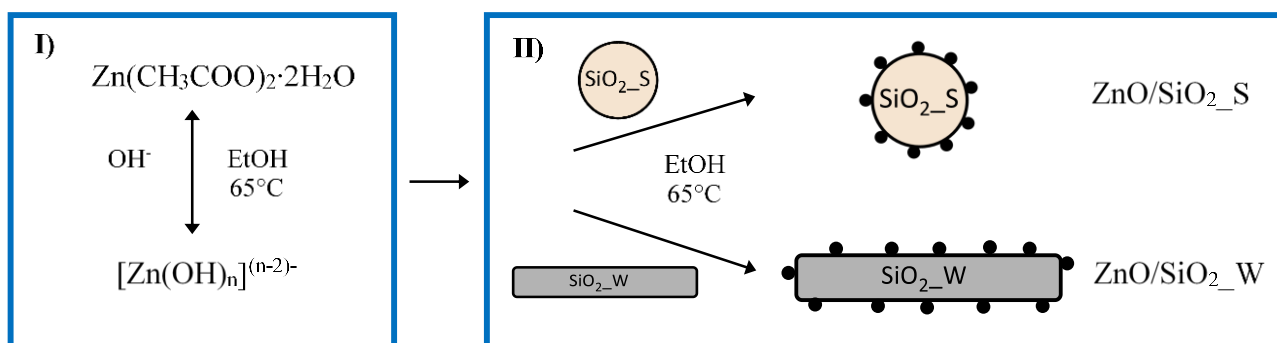 I)
Zn(CH₃COO)₂·2H₂O
OH⁻
EtOH
65°C
[Zn(OH)ₙ]⁽ⁿ⁻²⁾⁻
II)
SiO₂_S
SiO₂_S
ZnO/SiO₂_S
EtOH
65°C
SiO₂_W
SiO₂_W
ZnO/SiO₂_W